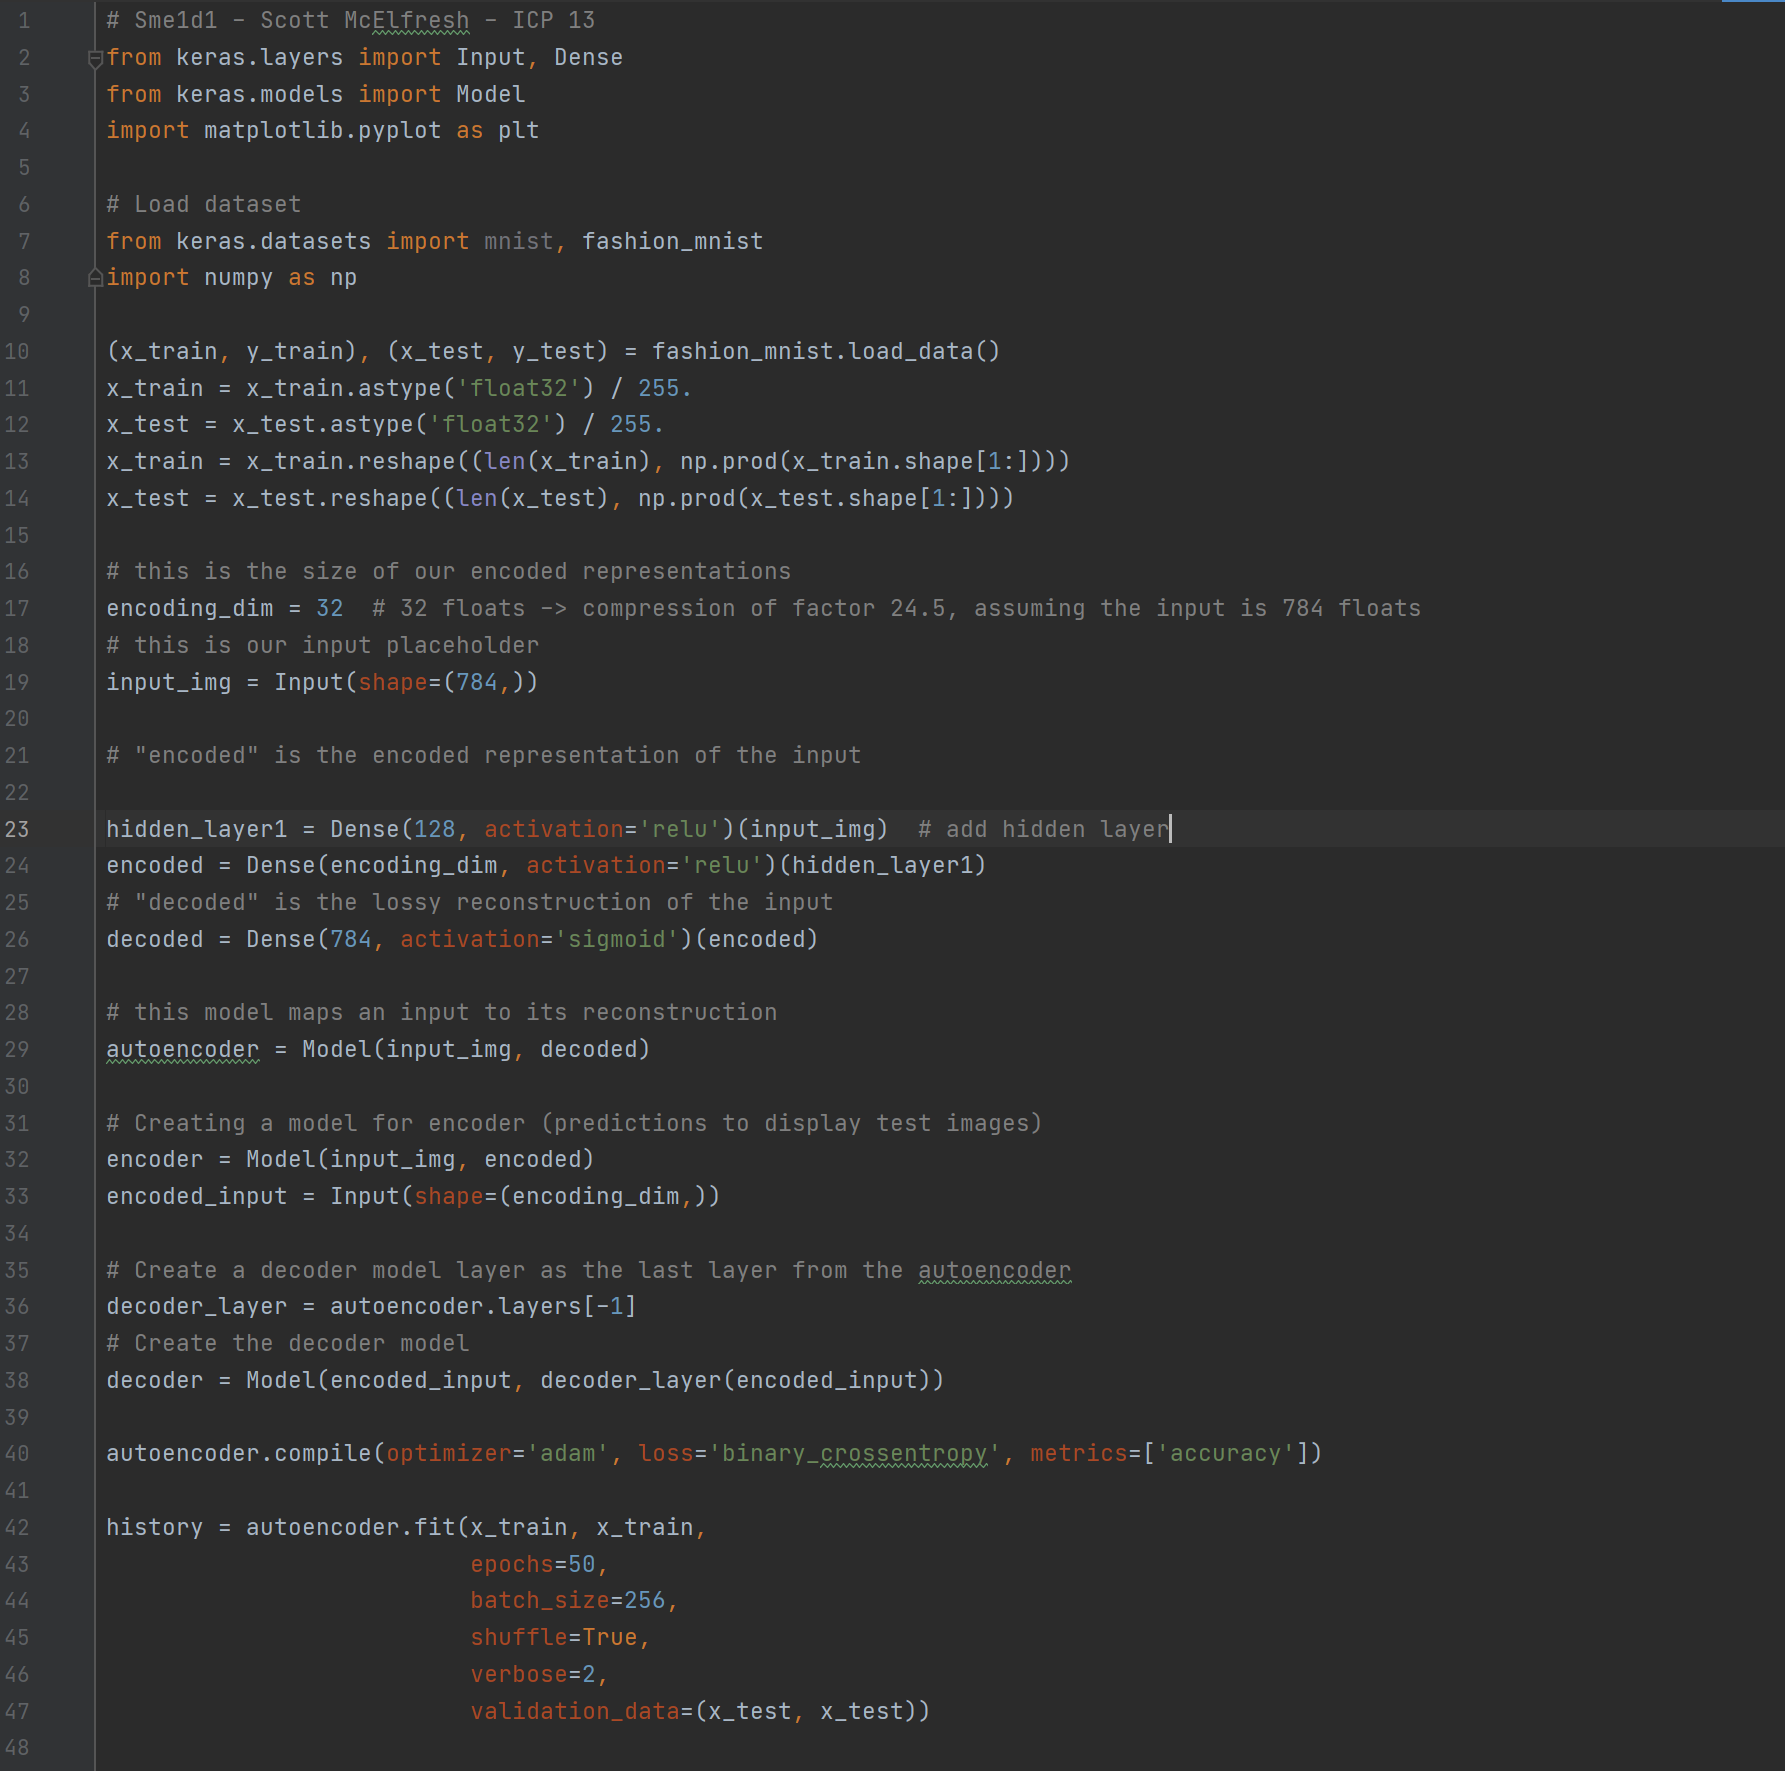 1 # Sme1d1 - Scott McElfresh - ICP 13
2 from keras.layers import Input, Dense
3 from keras.models import Model
4 import matplotlib.pyplot as plt
5
6 # Load dataset
7 from keras.datasets import mnist, fashion_mnist
8 import numpy as np
9
10 (x_train, y_train), (x_test, y_test) = fashion_mnist.load_data()
11 x_train = x_train.astype('float32') / 255.
12 x_test = x_test.astype('float32') / 255.
13 x_train = x_train.reshape((len(x_train), np.prod(x_train.shape[1:])))
14 x_test = x_test.reshape((len(x_test), np.prod(x_test.shape[1:])))
15
16 # this is the size of our encoded representations
17 encoding_dim = 32  # 32 floats -> compression of factor 24.5, assuming the input is 784 floats
18 # this is our input placeholder
19 input_img = Input(shape=(784,))
20
21 # "encoded" is the encoded representation of the input
22
23 hidden_layer1 = Dense(128, activation='relu')(input_img)  # add hidden layer
24 encoded = Dense(encoding_dim, activation='relu')(hidden_layer1)
25 # "decoded" is the lossy reconstruction of the input
26 decoded = Dense(784, activation='sigmoid')(encoded)
27
28 # this model maps an input to its reconstruction
29 autoencoder = Model(input_img, decoded)
30
31 # Creating a model for encoder (predictions to display test images)
32 encoder = Model(input_img, encoded)
33 encoded_input = Input(shape=(encoding_dim,))
34
35 # Create a decoder model layer as the last layer from the autoencoder
36 decoder_layer = autoencoder.layers[-1]
37 # Create the decoder model
38 decoder = Model(encoded_input, decoder_layer(encoded_input))
39
40 autoencoder.compile(optimizer='adam', loss='binary_crossentropy', metrics=['accuracy'])
41
42 history = autoencoder.fit(x_train, x_train,
43                           epochs=50,
44                           batch_size=256,
45                           shuffle=True,
46                           verbose=2,
47                           validation_data=(x_test, x_test))
48